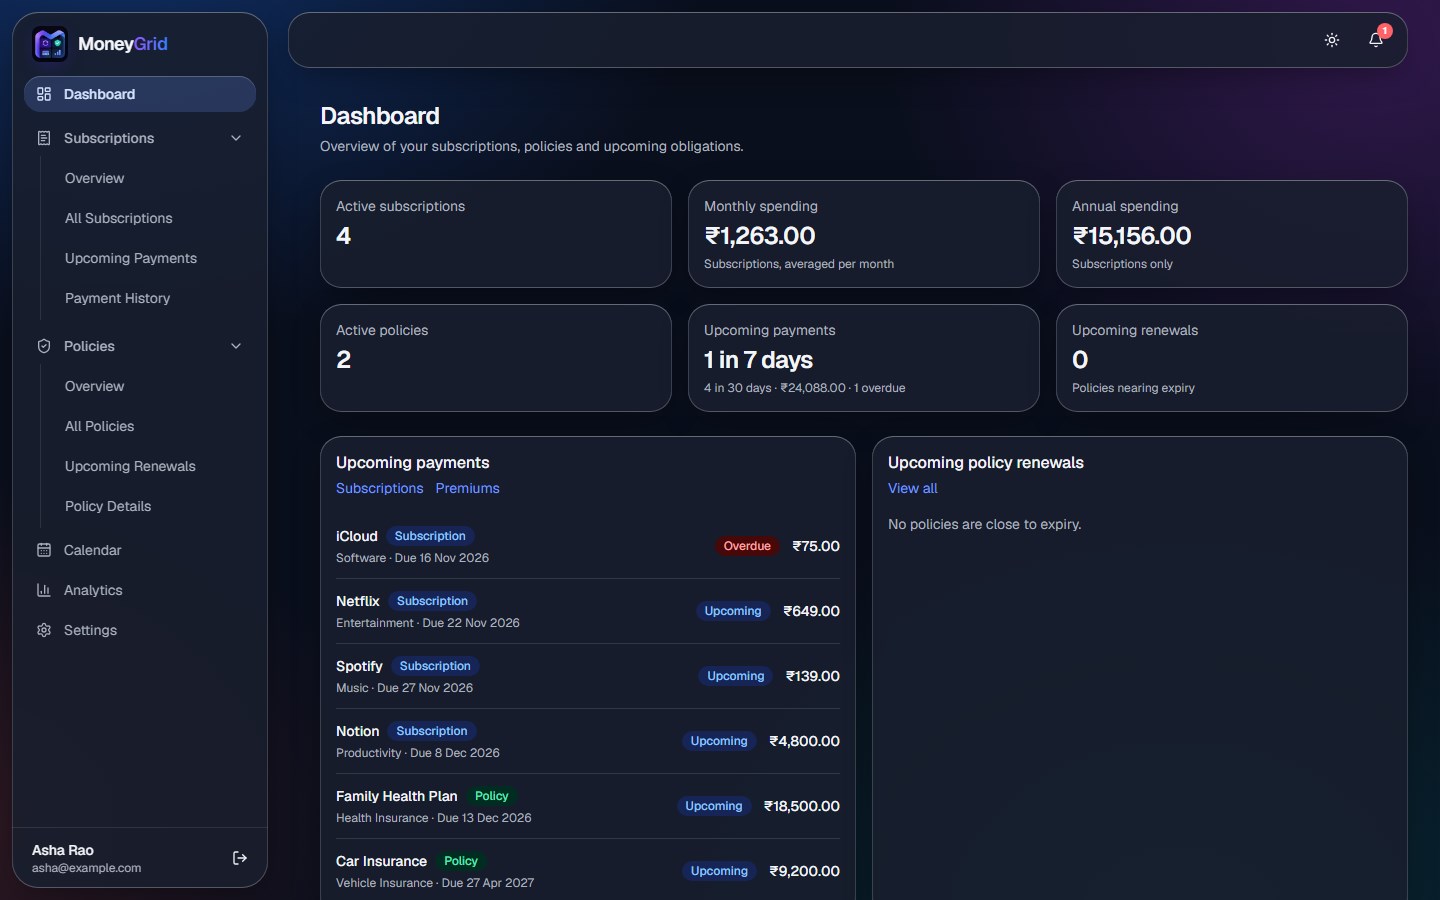 MoneyGrid
1
Dashboard
Subscriptions
Overview
All Subscriptions
Upcoming Payments
Payment History
Policies
Overview
All Policies
Upcoming Renewals
Policy Details
Calendar
Analytics
Settings
Asha Rao
asha@example.com
Dashboard
Overview of your subscriptions, policies and upcoming obligations.
Active subscriptions
4
Monthly spending
₹1,263.00
Subscriptions, averaged per month
Annual spending
₹15,156.00
Subscriptions only
Active policies
2
Upcoming payments
1 in 7 days
4 in 30 days · ₹24,088.00 · 1 overdue
Upcoming renewals
0
Policies nearing expiry
Upcoming payments
Subscriptions Premiums
iCloud Subscription
Software · Due 16 Nov 2026
Overdue ₹75.00
Netflix Subscription
Entertainment · Due 22 Nov 2026
Upcoming ₹649.00
Spotify Subscription
Music · Due 27 Nov 2026
Upcoming ₹139.00
Notion Subscription
Productivity · Due 8 Dec 2026
Upcoming ₹4,800.00
Family Health Plan Policy
Health Insurance · Due 13 Dec 2026
Upcoming ₹18,500.00
Car Insurance Policy
Vehicle Insurance · Due 27 Apr 2027
Upcoming ₹9,200.00
Upcoming policy renewals
View all
No policies are close to expiry.